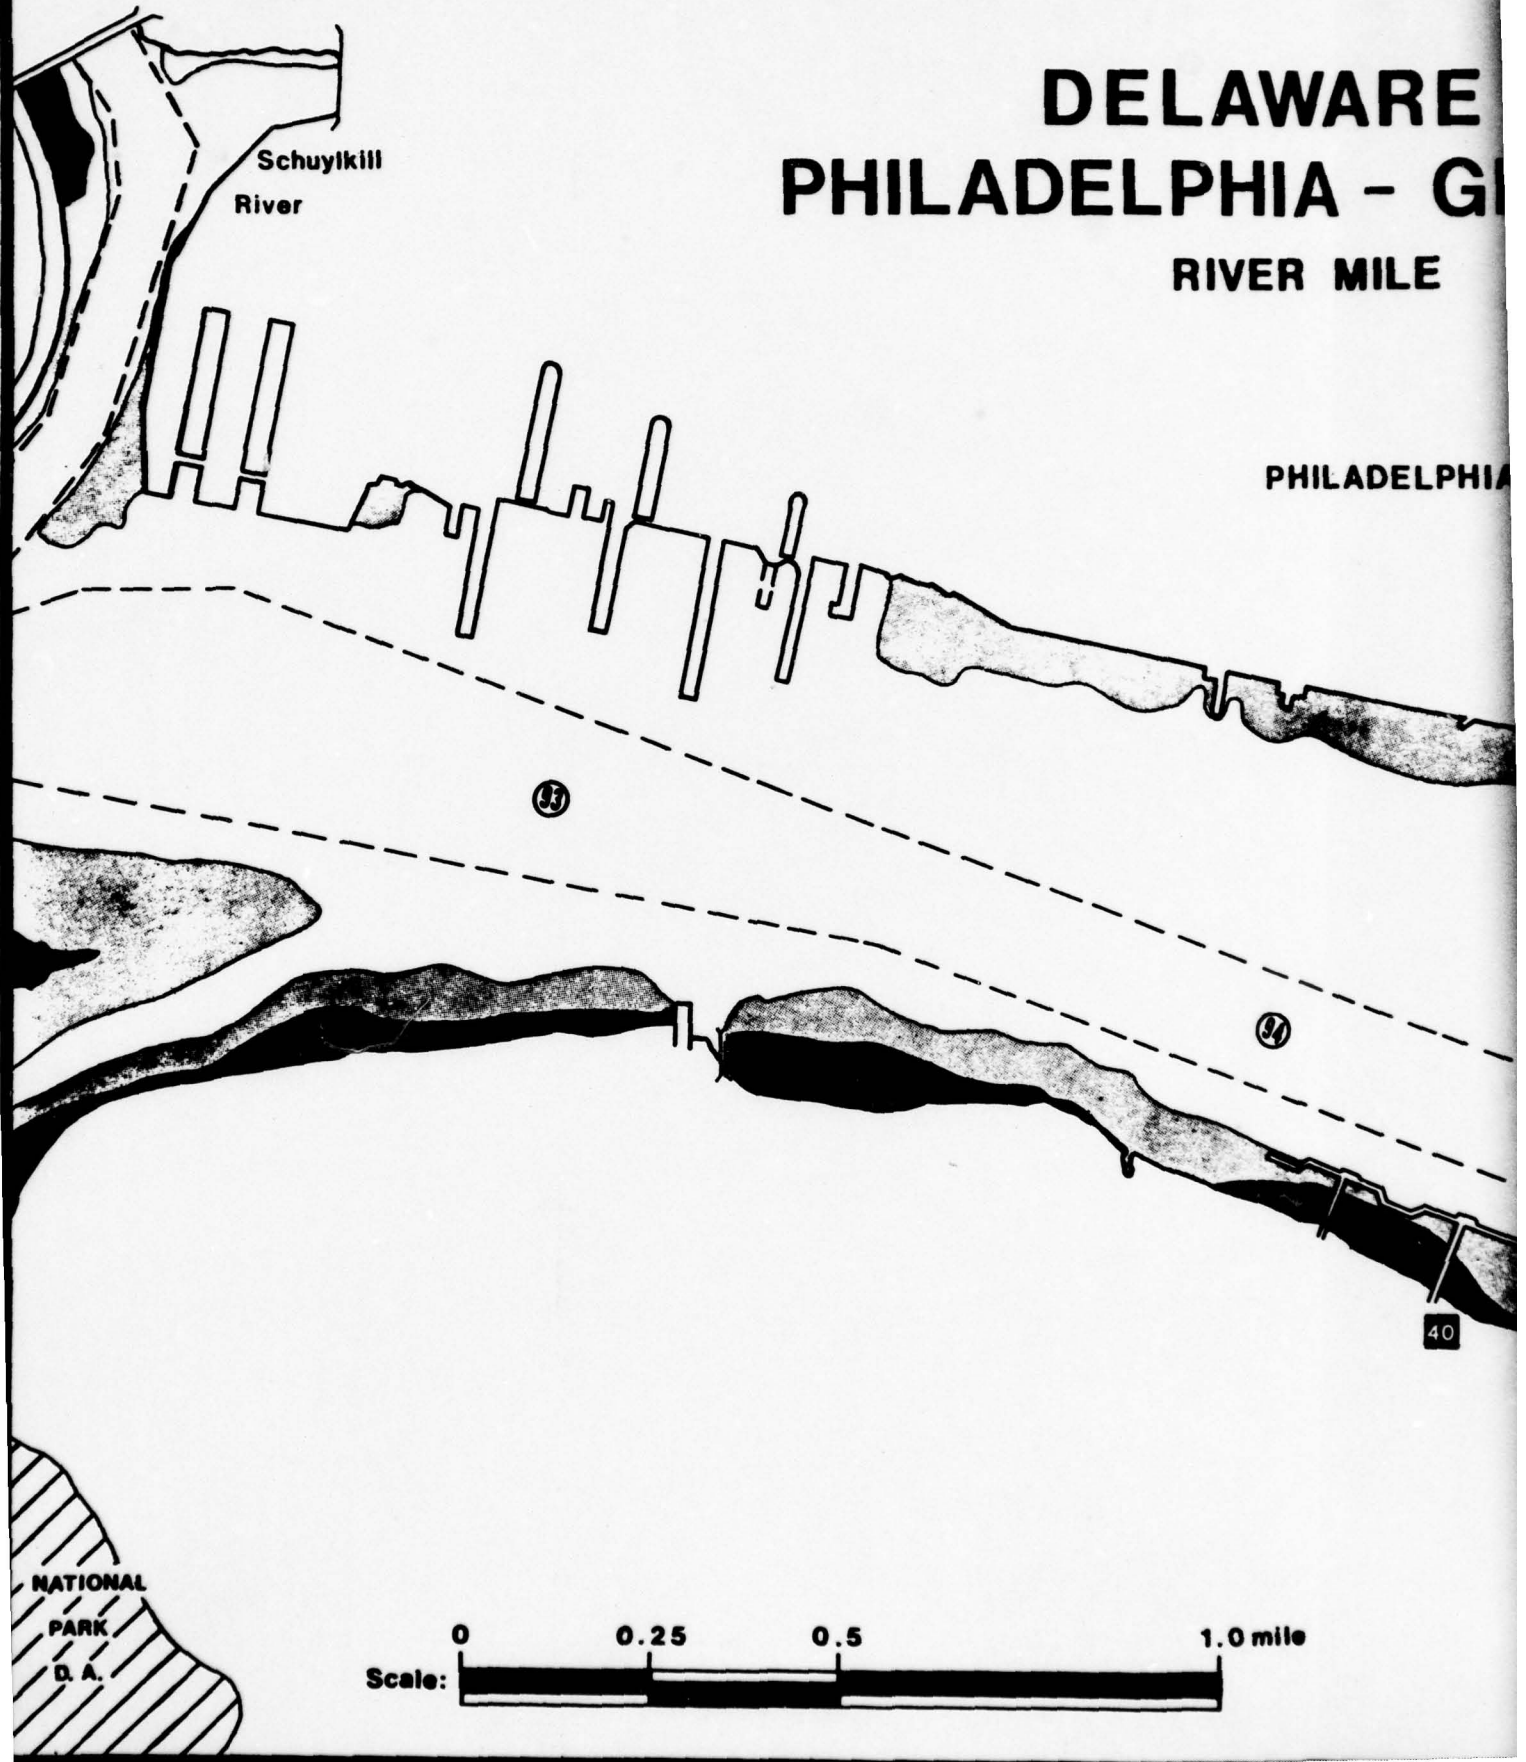 DELAWARE
PHILADELPHIA - G
RIVER MILE
Schuylkill
River
PHILADELPHIA
93
94
40
NATIONAL
PARK
D. A.
0 0.25 0.5 1.0 mile
Scale: